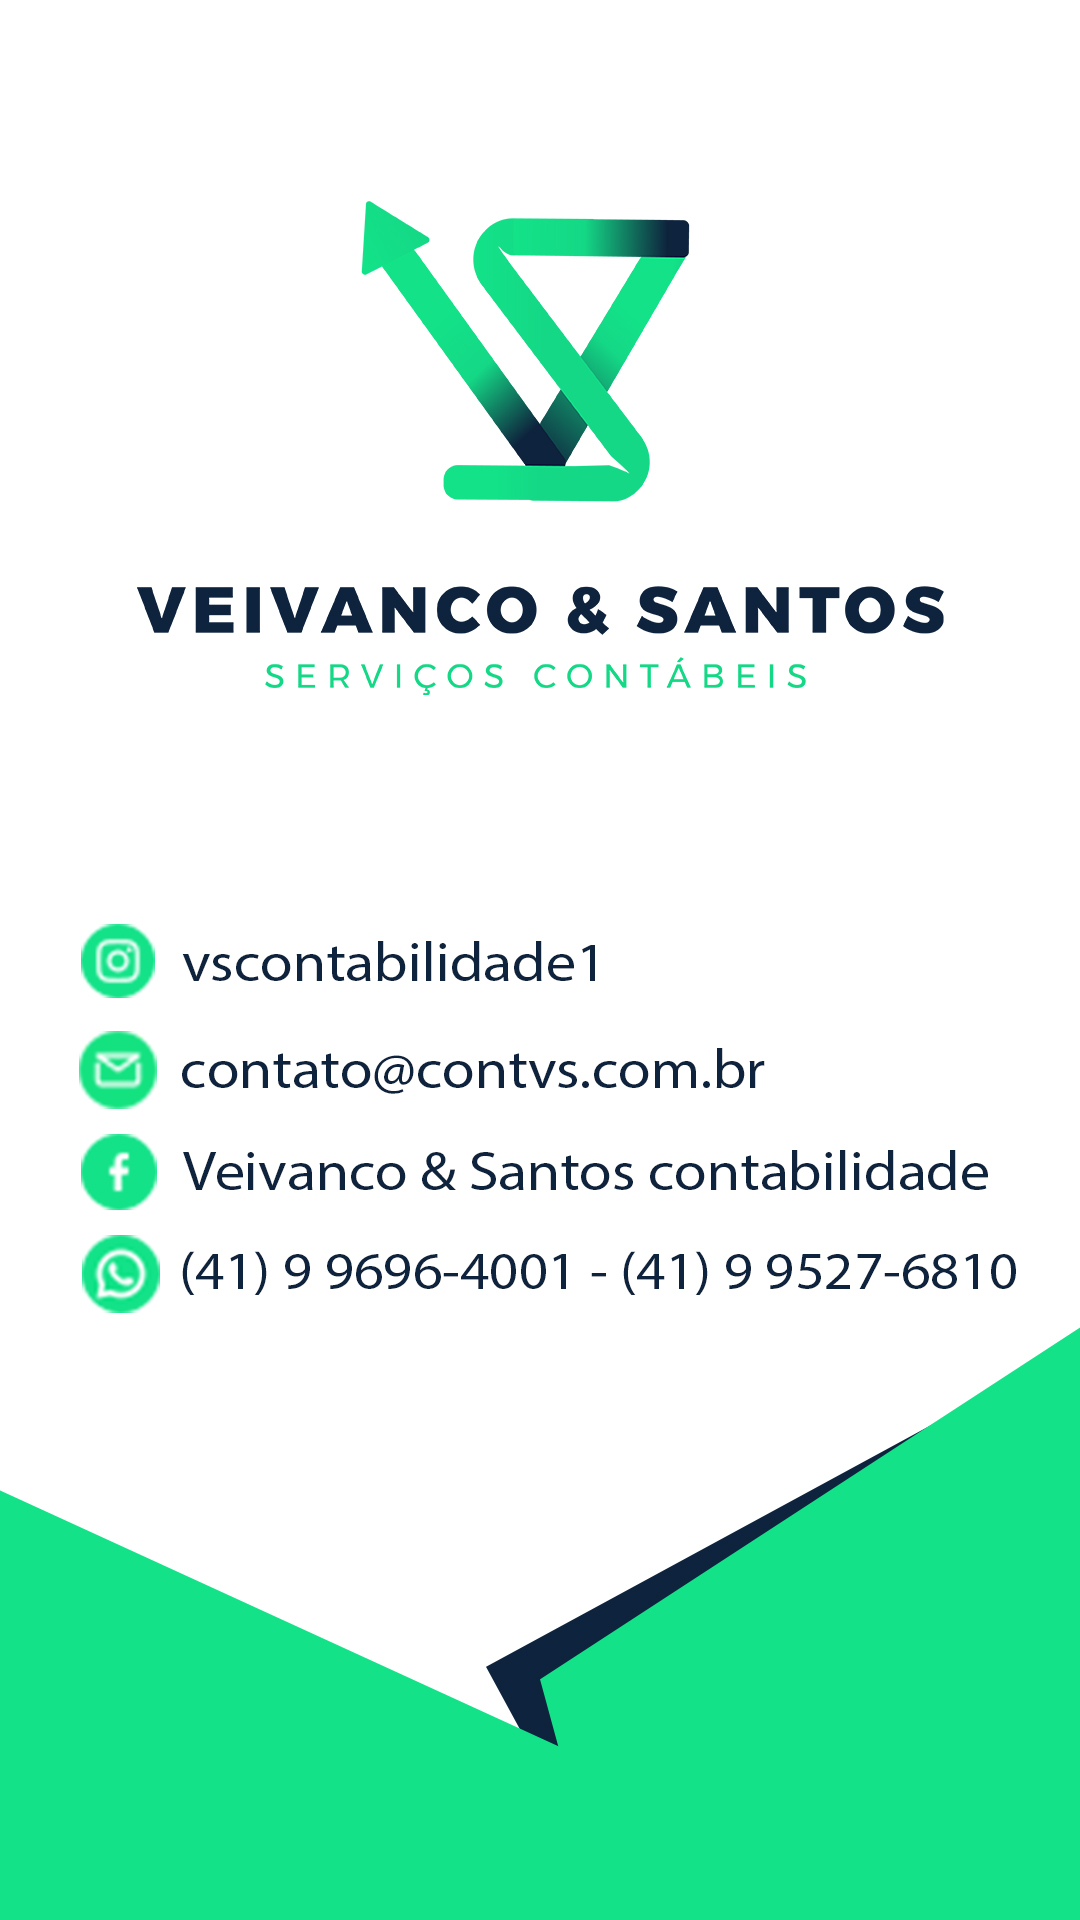 VEIVANCO & SANTOS
SERVIÇOS CONTÁBEIS
vscontabilidade1
contato@contvs.com.br
Veivanco & Santos contabilidade
(41) 9 9696-4001 - (41) 9 9527-6810